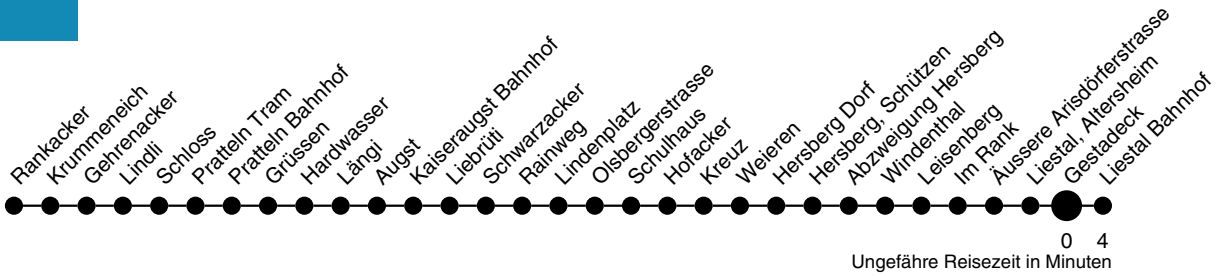 Rankacker
Krummeneich
Gehrenacker
Lindli
Schloss
Pratteln Tram
Pratteln Bahnhof
Grüssen
Hardwasser
Längi
Augst
Kaiseraugst Bahnhof
Liebrüti
Schwarzacker
Rainweg
Lindenplatz
Olsbergerstrasse
Schulhaus
Hofacker
Kreuz
Weieren
Hersberg Dorf
Hersberg, Schützen
Abzweigung Hersberg
Windenthal
Leisenberg
Im Rank
Äussere Arisdörferstrasse
Liestal, Altersheim
Gestadeck
Liestal Bahnhof
0 4
Ungefähre Reisezeit in Minuten